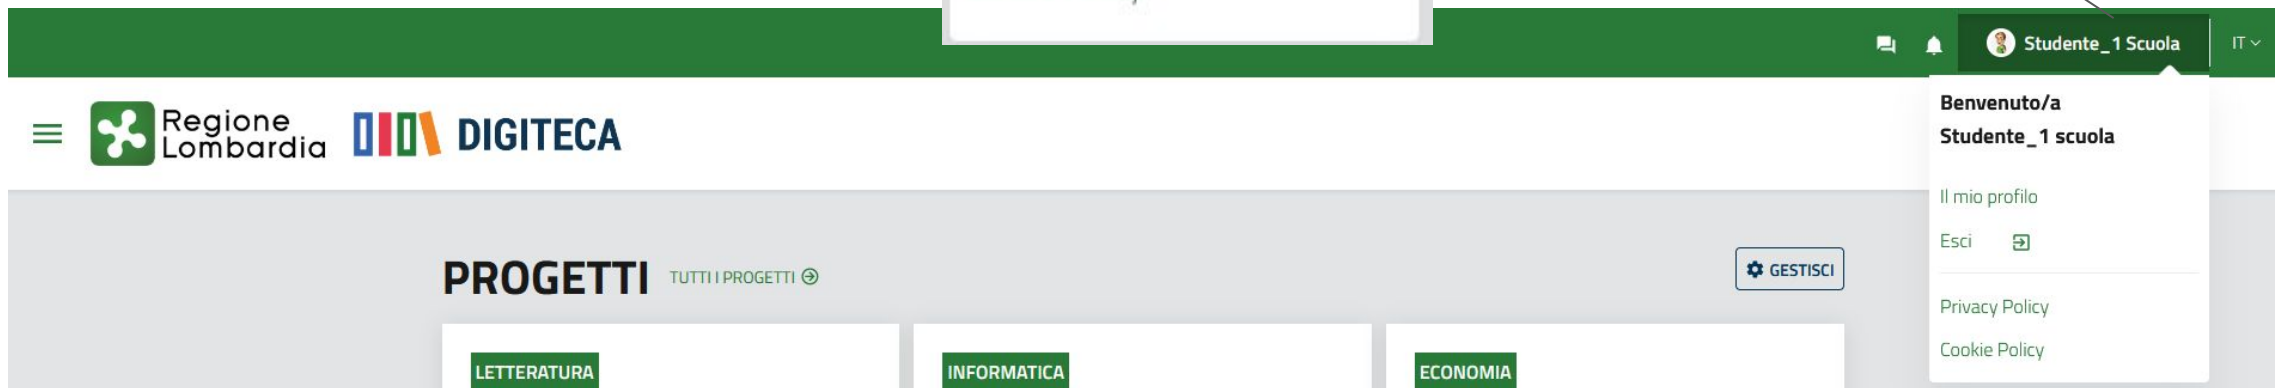 Studente_1 Scuola
IT
Regione
Lombardia
DIGITECA
Benvenuto/a
Studente_1 scuola
Il mio profilo
Esci
Privacy Policy
Cookie Policy
PROGETTI TUTTI I PROGETTI
GESTISCI
LETTERATURA
INFORMATICA
ECONOMIA